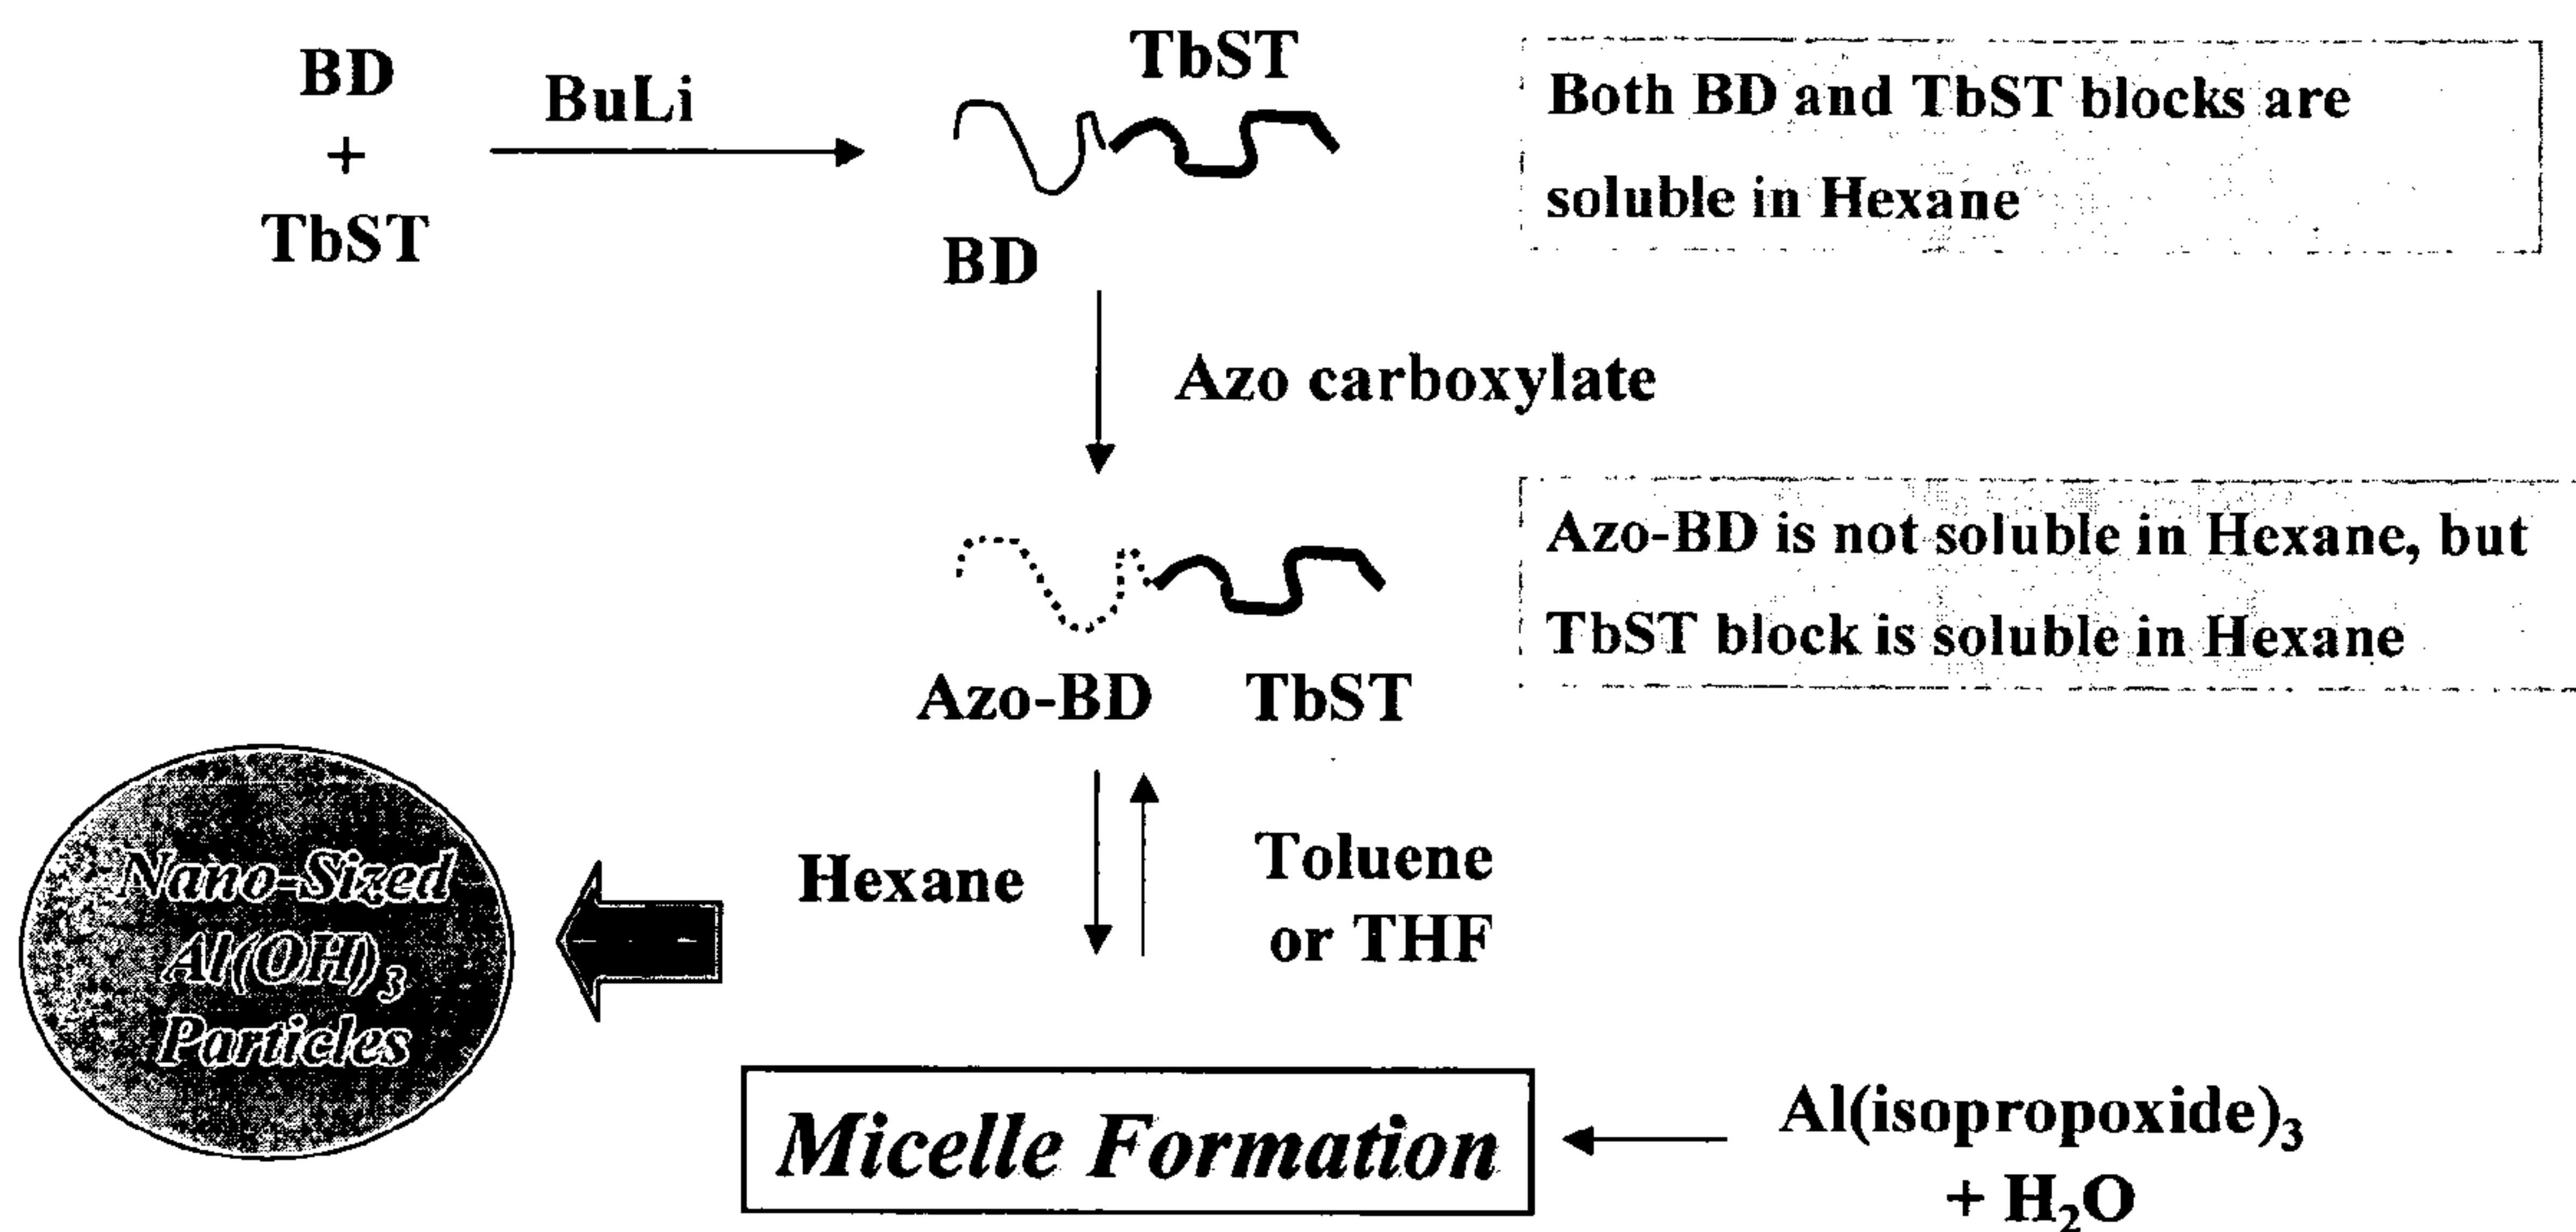 BD
+
TbST
BuLi
TbST
BD
Both BD and TbST blocks are
soluble in Hexane
Azo carboxylate
Azo-BD TbST
Azo-BD is not soluble in Hexane, but
TbST block is soluble in Hexane
Hexane
Toluene
or THF
Nano-Sized
Al(OH)₃
Particles
Micelle Formation
Al(isopropoxide)₃
+ H₂O